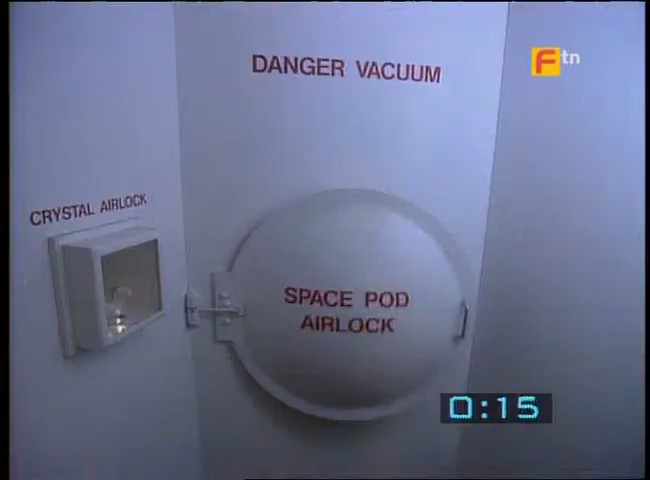 DANGER VACUUM
Ftn
CRYSTAL AIRLOCK
SPACE POD
AIRLOCK
0:15